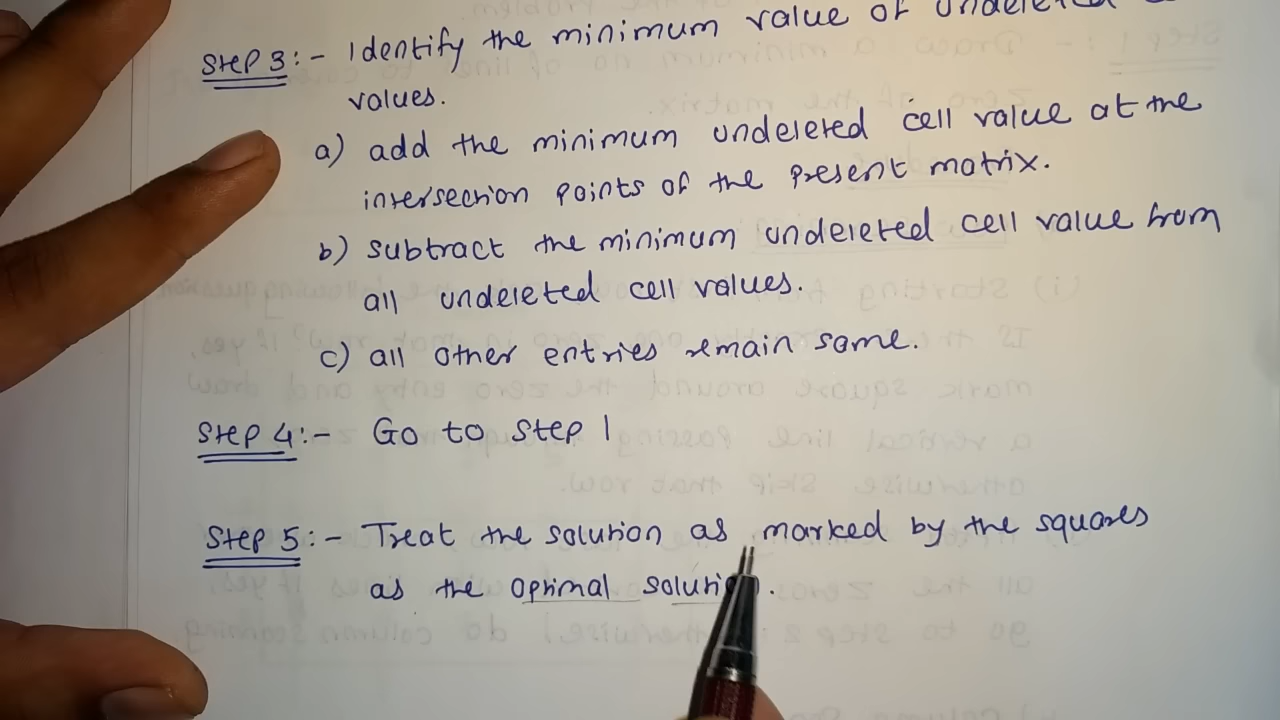 Step 3:- Identify the minimum value of undeleted
values.
a) add the minimum undeleted cell value at the
intersection points of the present matrix.
b) subtract the minimum undeleted cell value from
all undeleted cell values.
c) all other entries remain same.
Step 4:- Go to Step 1
Step 5:- Treat the solution as marked by the squares
as the optimal solution.